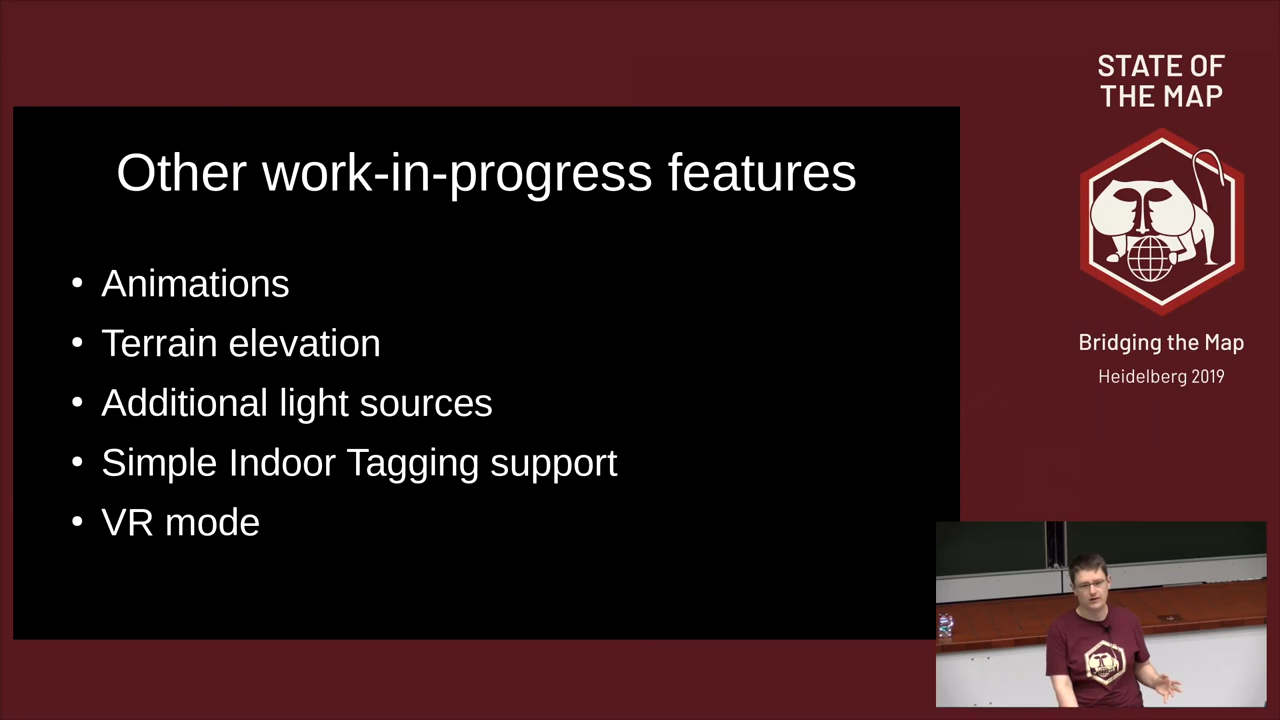 Other work-in-progress features
• Animations
• Terrain elevation
• Additional light sources
• Simple Indoor Tagging support
• VR mode
STATE OF
THE MAP
Bridging the Map
Heidelberg 2019